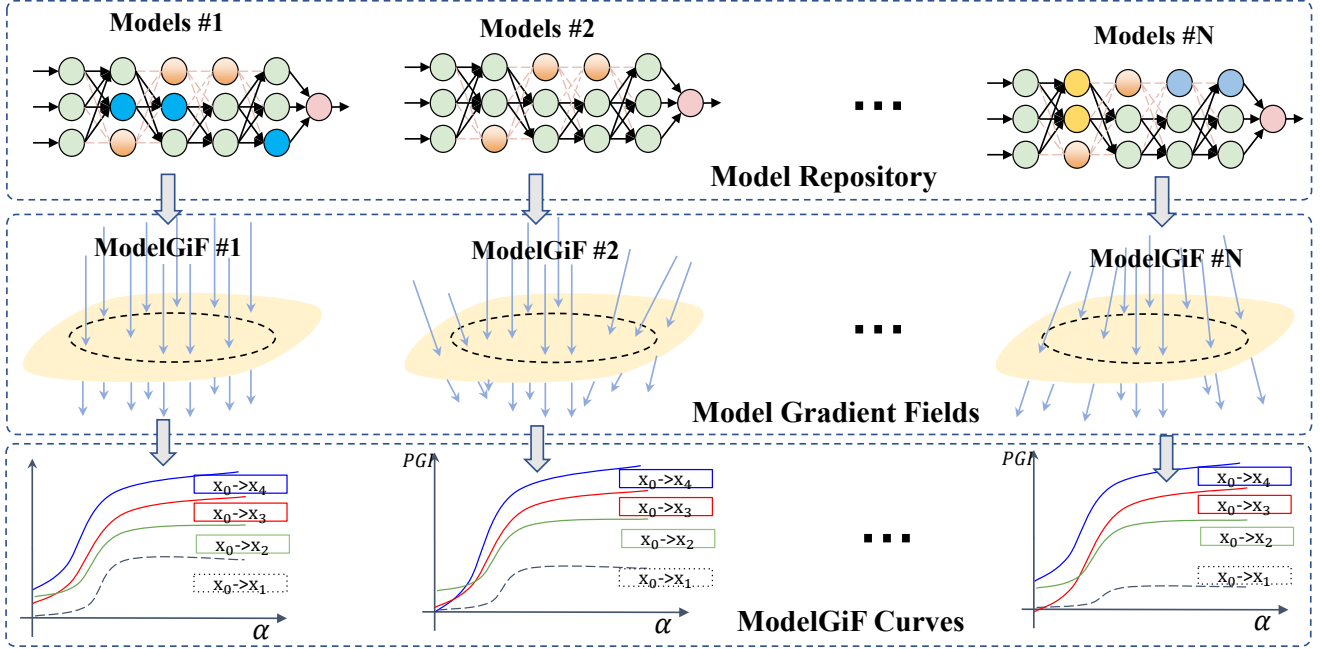 Models #1
Models #2
Models #N
...
Model Repository
ModelGiF #1
ModelGiF #2
ModelGiF #N
...
Model Gradient Fields
x₀->x₄
x₀->x₃
x₀->x₂
x₀->x₁
α
PGI
x₀->x₄
x₀->x₃
x₀->x₂
x₀->x₁
α
...
PGI
x₀->x₄
x₀->x₃
x₀->x₂
x₀->x₁
α
ModelGiF Curves